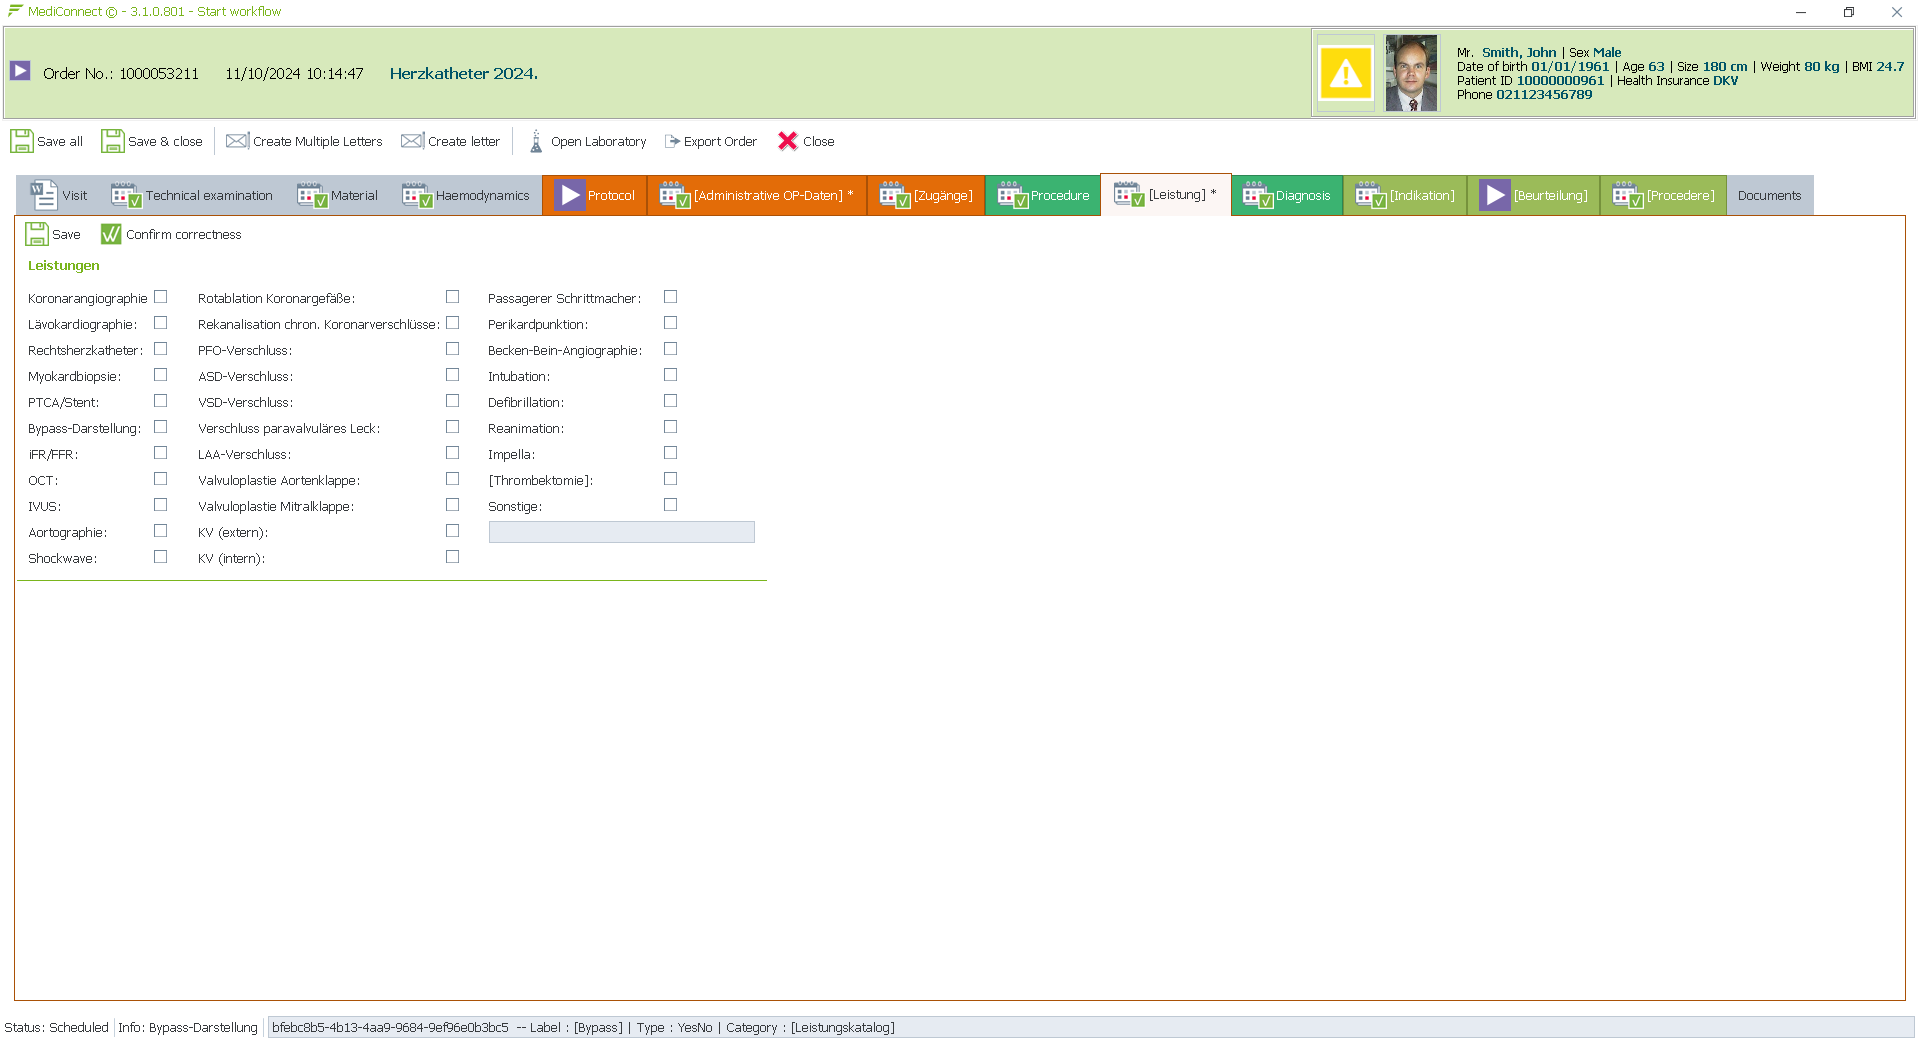 MediConnect © - 3.1.0.801 - Start workflow
Order No.: 1000053211 11/10/2024 10:14:47 Herzkatheter 2024.
Mr. Smith, John | Sex Male
Date of birth 01/01/1961 | Age 63 | Size 180 cm | Weight 80 kg | BMI 24.7
Patient ID 10000000961 | Health Insurance DKV
Phone 021123456789
Save all Save & close Create Multiple Letters Create letter Open Laboratory Export Order Close
Visit Technical examination Material Haemodynamics Protocol [Administrative OP-Daten] * [Zugänge] Procedure [Leistung] * Diagnosis [Indikation] [Beurteilung] [Procedere] Documents
Save Confirm correctness
Leistungen
Koronarangiographie Rotablation Koronargefäße: Passagerer Schrittmacher:
Lävokardiographie: Rekanalisation chron. Koronarverschlüsse: Perikardpunktion:
Rechtsherzkatheter: PFO-Verschluss: Becken-Bein-Angiographie:
Myokardbiopsie: ASD-Verschluss: Intubation:
PTCA/Stent: VSD-Verschluss: Defibrillation:
Bypass-Darstellung: Verschluss paravalvuläres Leck: Reanimation:
iFR/FFR: LAA-Verschluss: Impella:
OCT: Valvuloplastie Aortenklappe: [Thrombektomie]:
IVUS: Valvuloplastie Mitralklappe: Sonstige:
Aortographie: KV (extern):
Shockwave: KV (intern):
Status: Scheduled Info: Bypass-Darstellung bfebc8b5-4b13-4aa9-9684-9ef96e0b3bc5 -- Label : [Bypass] | Type : YesNo | Category : [Leistungskatalog]